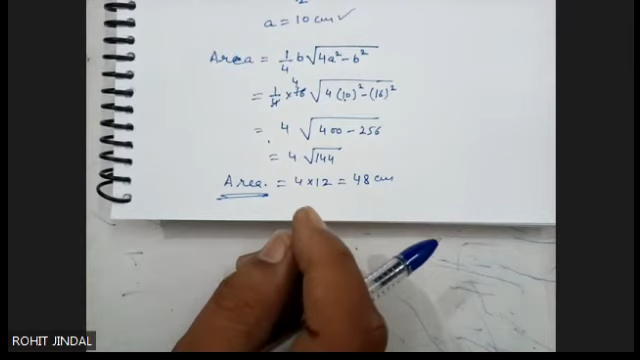 a = 10 cm ✓
Area = 1/4 b √(4a² - b²)
= 1/4 × 16 4 √(4(10)² - (16)²)
= 4 √(400 - 256)
= 4 √144
Area. = 4 × 12 = 48 cm
ROHIT JINDAL